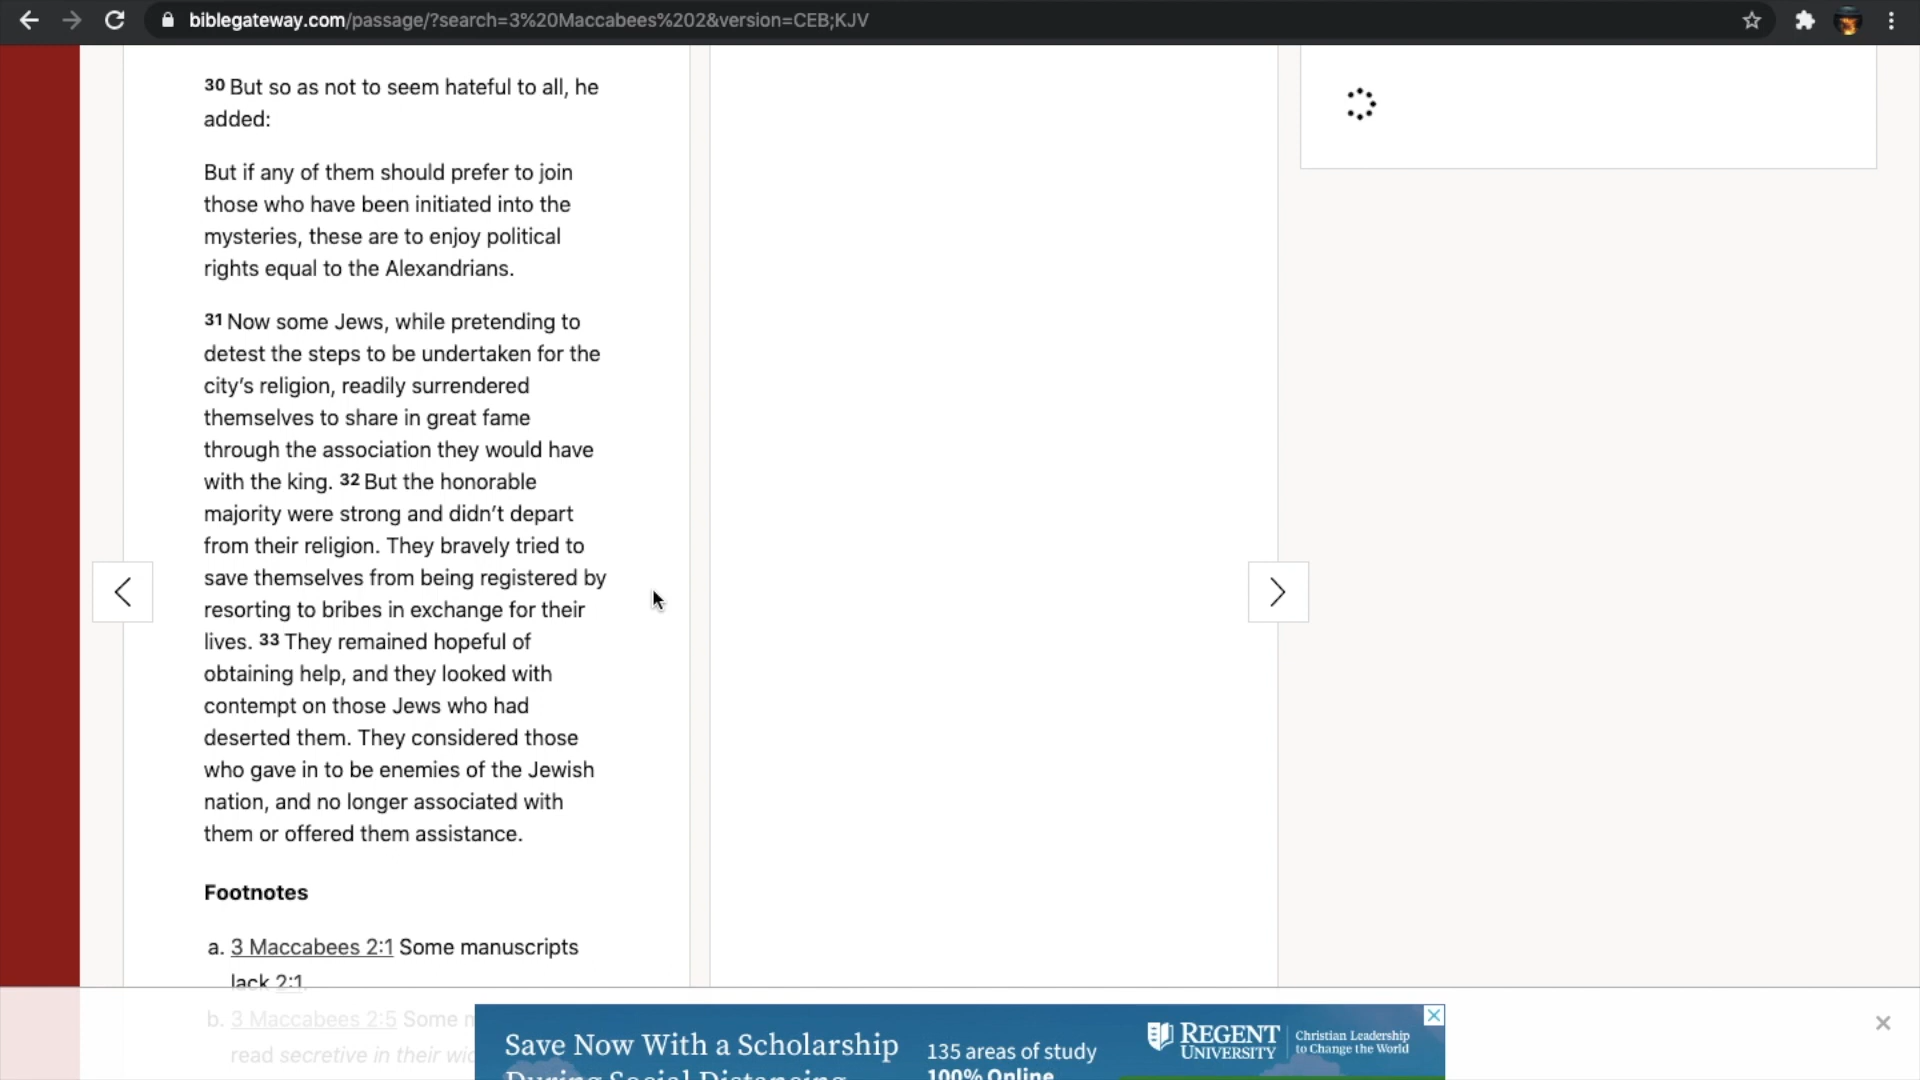 biblegateway.com/passage/?search=3%20Maccabees%202&version=CEB;KJV
30 But so as not to seem hateful to all, he
added:
But if any of them should prefer to join
those who have been initiated into the
mysteries, these are to enjoy political
rights equal to the Alexandrians.
31 Now some Jews, while pretending to
detest the steps to be undertaken for the
city's religion, readily surrendered
themselves to share in great fame
through the association they would have
with the king. 32 But the honorable
majority were strong and didn't depart
from their religion. They bravely tried to
save themselves from being registered by
resorting to bribes in exchange for their
lives. 33 They remained hopeful of
obtaining help, and they looked with
contempt on those Jews who had
deserted them. They considered those
who gave in to be enemies of the Jewish
nation, and no longer associated with
them or offered them assistance.
Footnotes
a. 3 Maccabees 2:1 Some manuscripts
lack 2:1.
b. 3 Maccabees 2:5 Some
read secretive in their
Save Now With a Scholarship
During Social Distancing
135 areas of study
100% Online
REGENT
UNIVERSITY
Christian Leadership
to Change the World